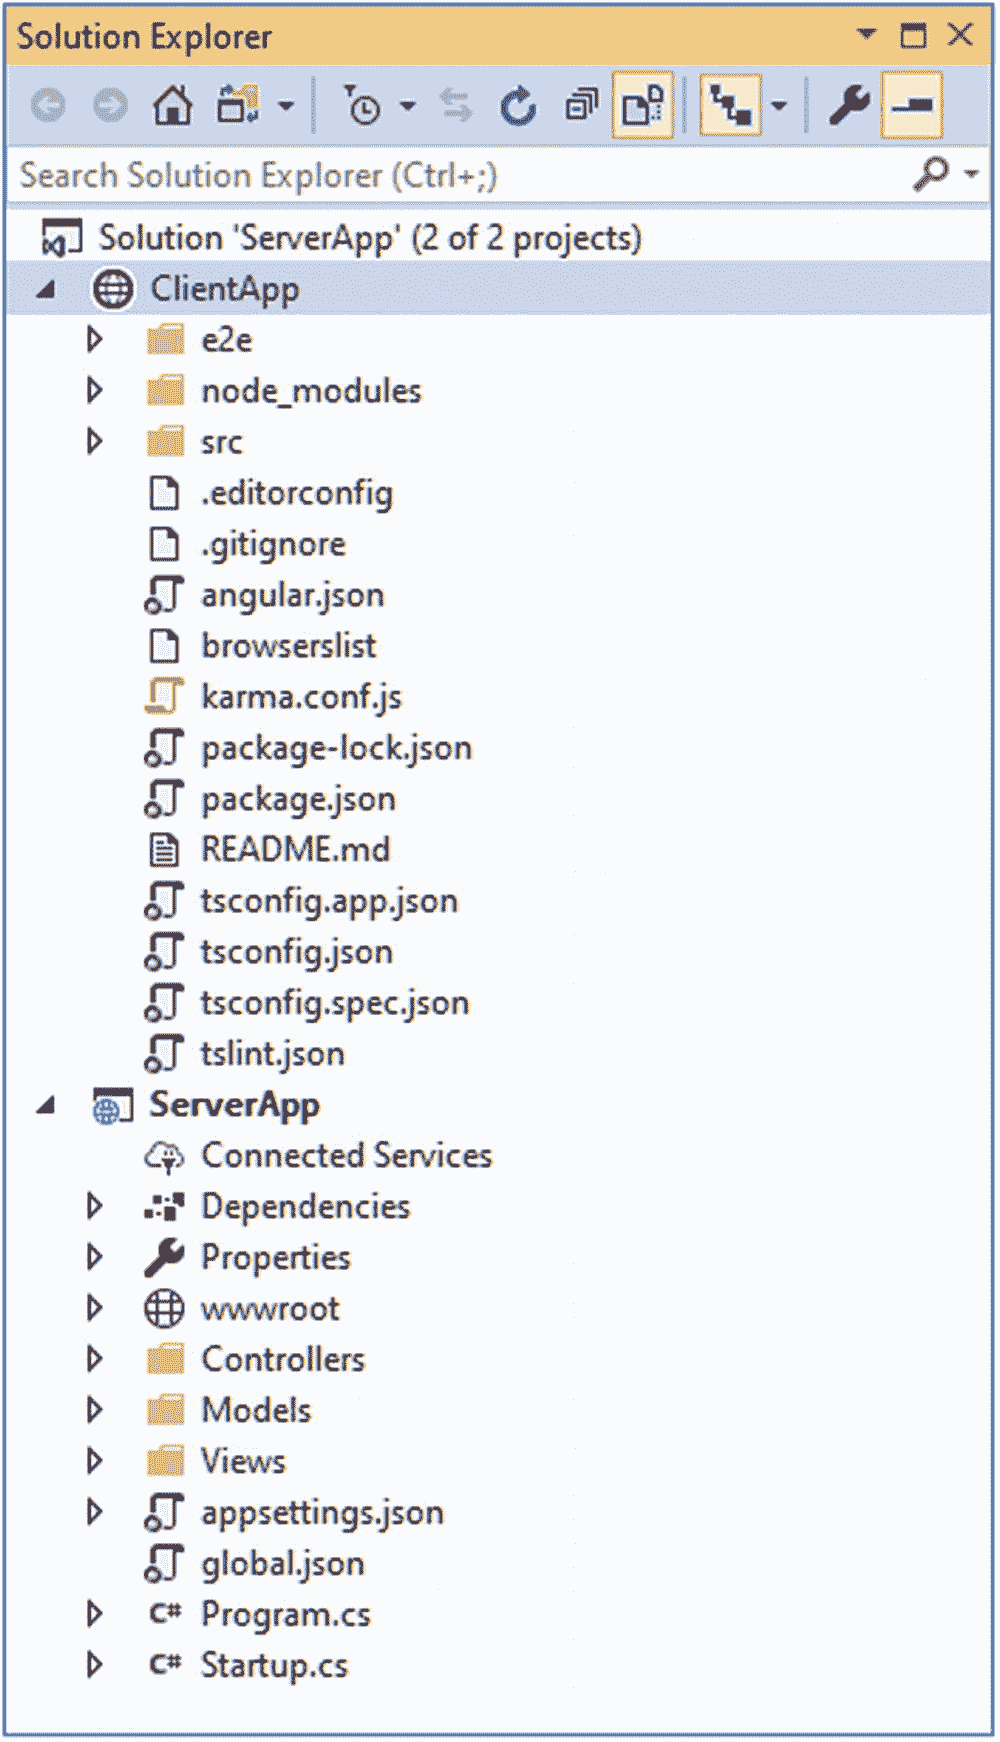 Solution Explorer
Search Solution Explorer (Ctrl+;)
Solution 'ServerApp' (2 of 2 projects)
ClientApp
e2e
node_modules
src
.editorconfig
.gitignore
angular.json
browserslist
karma.conf.js
package-lock.json
package.json
README.md
tsconfig.app.json
tsconfig.json
tsconfig.spec.json
tslint.json
ServerApp
Connected Services
Dependencies
Properties
wwwroot
Controllers
Models
Views
appsettings.json
global.json
C# Program.cs
C# Startup.cs